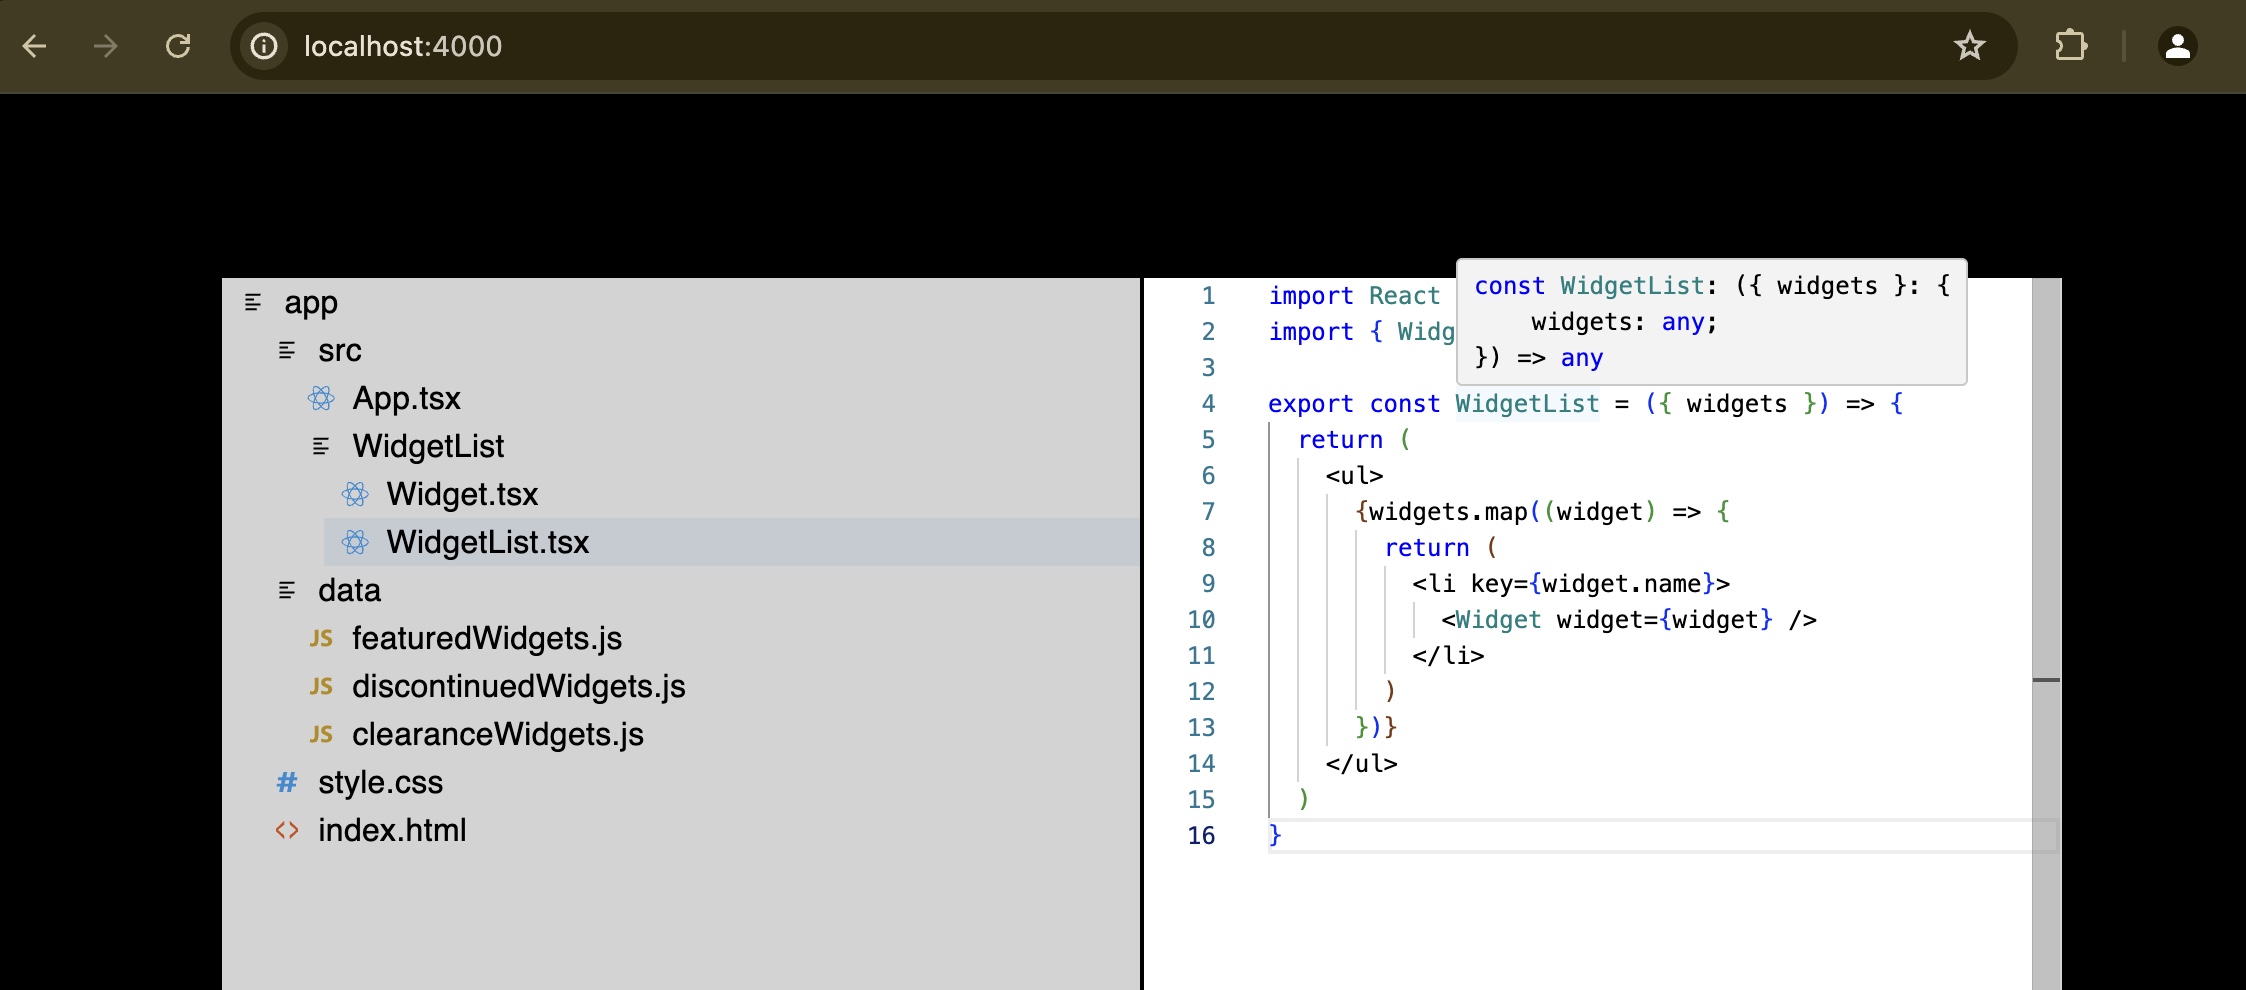 localhost:4000
app
src
App.tsx
WidgetList
Widget.tsx
WidgetList.tsx
data
JS featuredWidgets.js
JS discontinuedWidgets.js
JS clearanceWidgets.js
# style.css
<> index.html
const WidgetList: ({ widgets }: {
widgets: any;
}) => any
1 import React
2 import { Widg
3
4 export const WidgetList = ({ widgets }) => {
5 return (
6 <ul>
7 {widgets.map((widget) => {
8 return (
9 <li key={widget.name}>
10 <Widget widget={widget} />
11 </li>
12 )
13 })}
14 </ul>
15 )
16 }